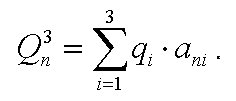 $Q_n^3 = \sum_{i=1}^{3} q_i \cdot a_{ni} \, .$